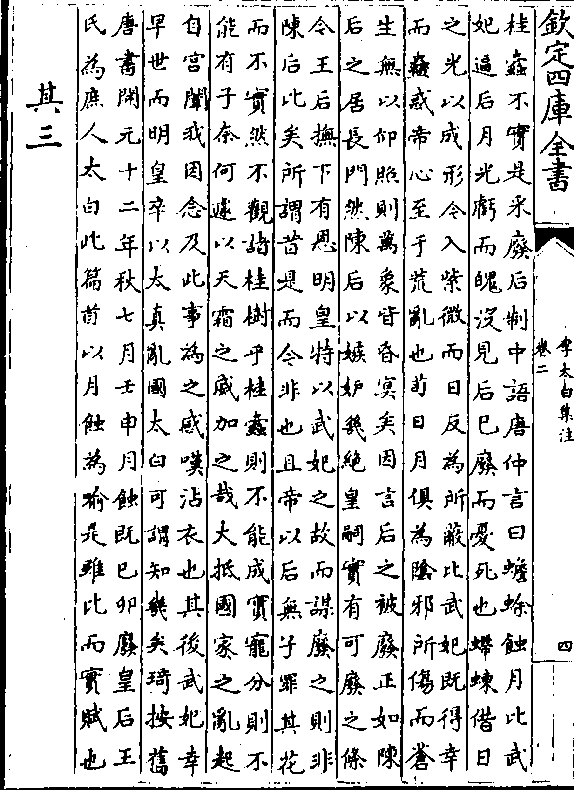 欽定四庫全書
李太白集注
卷二
四
桂蠧不實是采廢后制中語唐仲言曰蟾蜍蝕月比武
妃逼后月光虧而魄沒見后已廢而憂死也螮蝀借日
之光以成形今入紫微而日反為所蔽比武妃既得幸
而蠱惑帝心至于荒亂也前日月俱為陰邪所傷而蒼
生無以仰照則萬象皆昏冥矣因言后之被廢正如陳
后之居長門然陳后以嫉妒幾絕皇嗣實有可廢之條
今王后撫下有恩明皇特以武妃之故而謀廢之則非
陳后比矣所謂昔是而今非也且帝以后無子罪其花
而不實然不觀諸桂樹乎桂蠧則不能成實寵分則不
能有子奈何遽以天霜之威加之哉大抵國家之亂起
自宮闈我因念及此事為之感嘆沾衣也其後武妃幸
早世而明皇卒以太真亂國太白可謂知幾矣琦按舊
唐書開元十二年秋七月壬申月蝕既已卯廢皇后王
氏為庶人太白此篇首以月蝕為喻是雖比而實賦也
其三